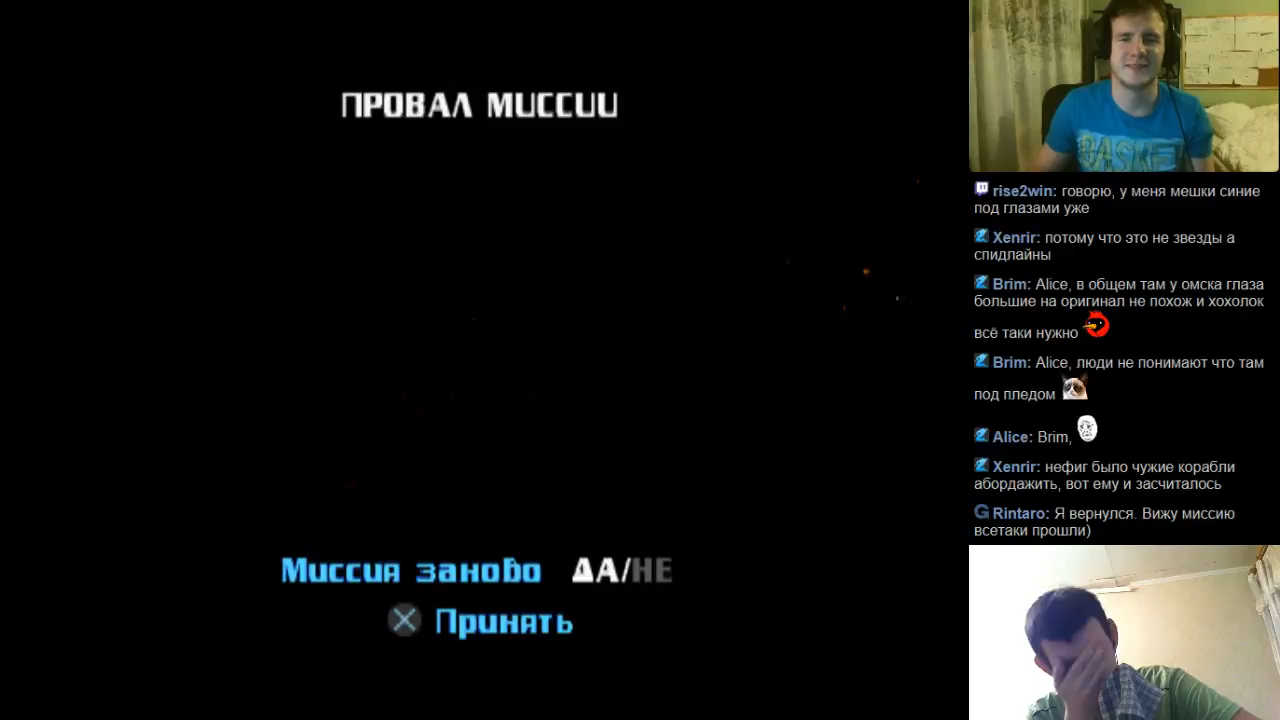 ПРОВАЛ МИССИИ
Миссия заново ДА/НЕ
Принять
BASKE
rise2win: говорю, у меня мешки синие
под глазами уже
Xenrir: потому что это не звезды а
спидлайны
Brim: Alice, в общем там у омска глаза
большие на оригинал не похож и хохолок
всё таки нужно
Brim: Alice, люди не понимают что там
под пледом
Alice: Brim,
Xenrir: нефиг было чужие корабли
абордажить, вот ему и засчиталось
G Rintaro: Я вернулся. Вижу миссию
всетаки прошли)